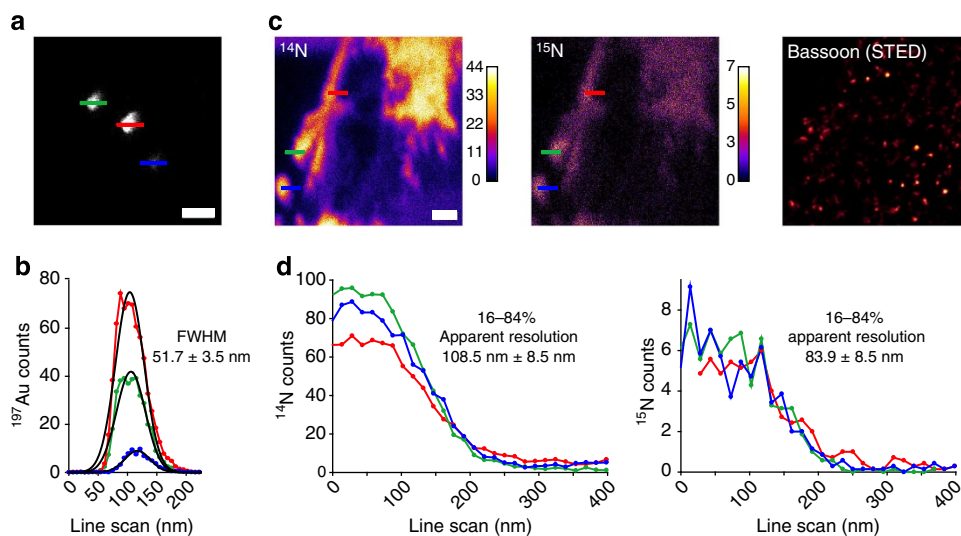 a
b
80
60
40
20
0
¹⁹⁷Au counts
FWHM
51.7 ± 3.5 nm
0
50
100
200
Line scan (nm)
c
¹⁴N
44
33
22
11
0
¹⁵N
7
6
5
3
2
0
Bassoon (STED)
d
100
80
60
40
20
0
¹⁴N counts
16–84%
Apparent resolution
108.5 nm ± 8.5 nm
0
100
200
300
400
Line scan (nm)
8
6
4
2
0
¹⁵N counts
16–84%
apparent resolution
83.9 ± 8.5 nm
0
100
200
300
400
Line scan (nm)